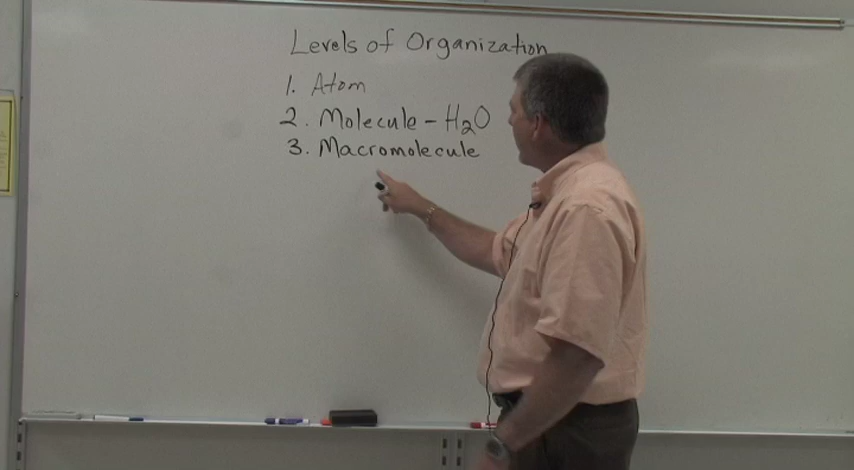 Levels of Organization
1. Atom
2. Molecule - H2O
3. Macromolecule